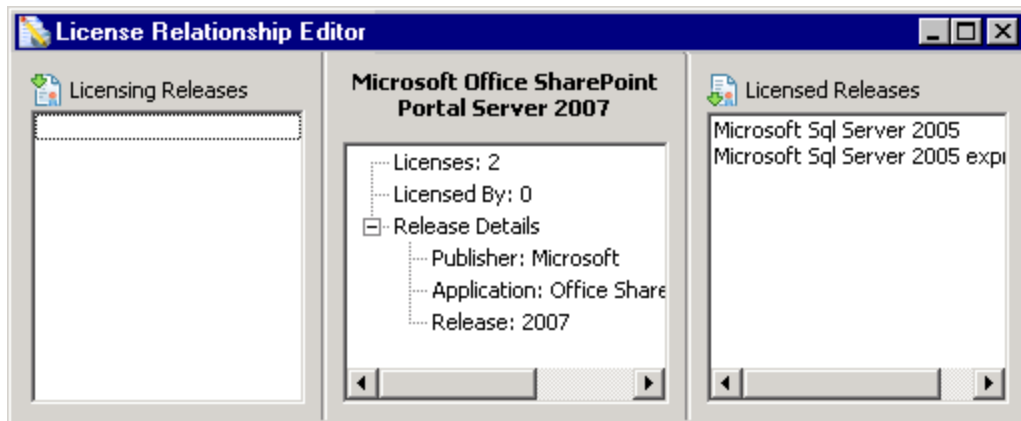 License Relationship Editor
Licensing Releases
Microsoft Office SharePoint
Portal Server 2007
Licenses: 2
Licensed By: 0
Release Details
Publisher: Microsoft
Application: Office Share
Release: 2007
Licensed Releases
Microsoft Sql Server 2005
Microsoft Sql Server 2005 expr